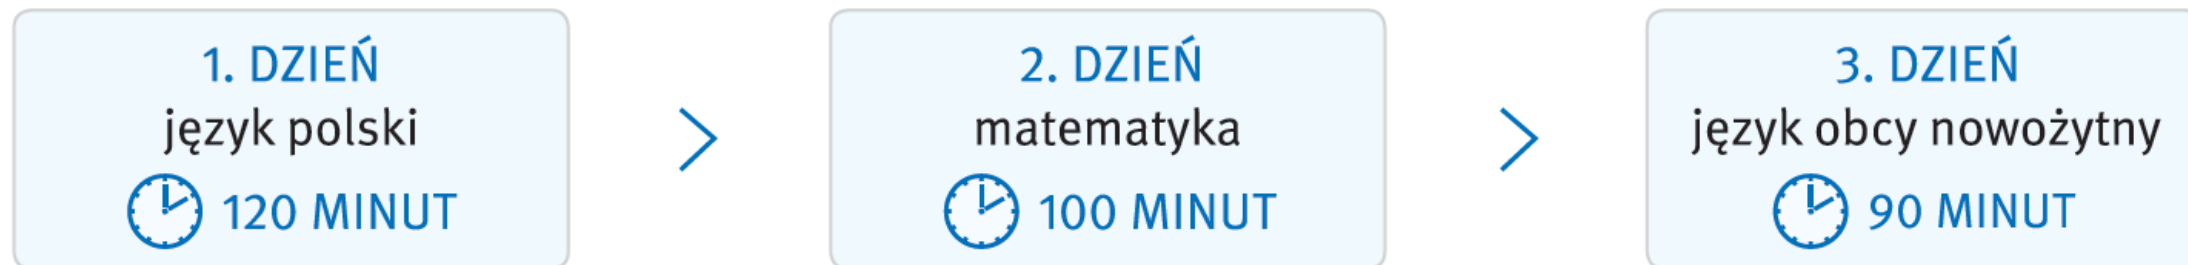 1. DZIEŃ
język polski
120 MINUT
>
2. DZIEŃ
matematyka
100 MINUT
>
3. DZIEŃ
język obcy nowożytny
90 MINUT